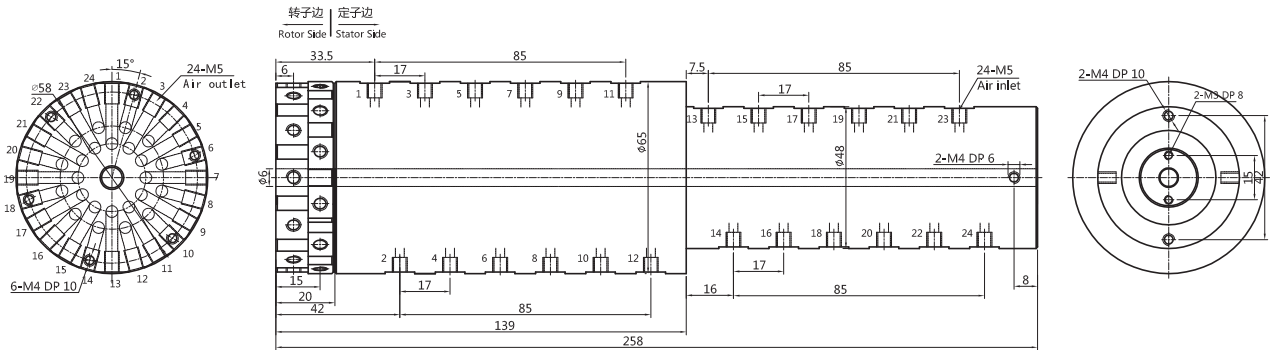 转子边 定子边
Rotor Side Stator Side
33.5 85
6 17
1 3 5 7 9 11
7.5 85
17
24-M5
Air inlet
13 15 17 19 21 23
15°
24-M5
Air outlet
⌀58
24 1 2 3 4 5 6 7 8 9 10 11 12 13 14 15 16 17 18 19 20 21 22 23
6-M4 DP 10
⌀6
ϕ65
ϕ48
2-M4 DP 6
2 4 6 8 10 12
14 16 18 20 22 24
15
20
42
17
85
16
17
85
8
139
258
2-M4 DP 10
2-M3 DP 8
15
42